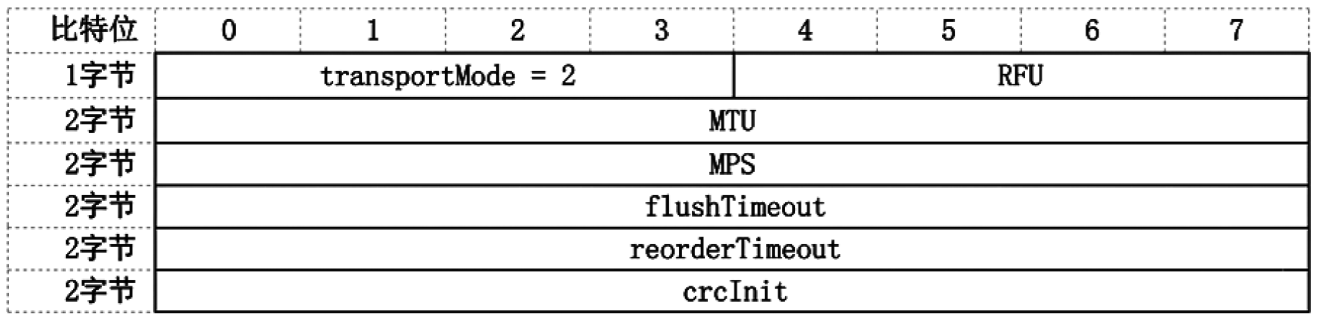 比特位 0 1 2 3 4 5 6 7
1字节 transportMode = 2 RFU
2字节 MTU
2字节 MPS
2字节 flushTimeout
2字节 reorderTimeout
2字节 crcInit